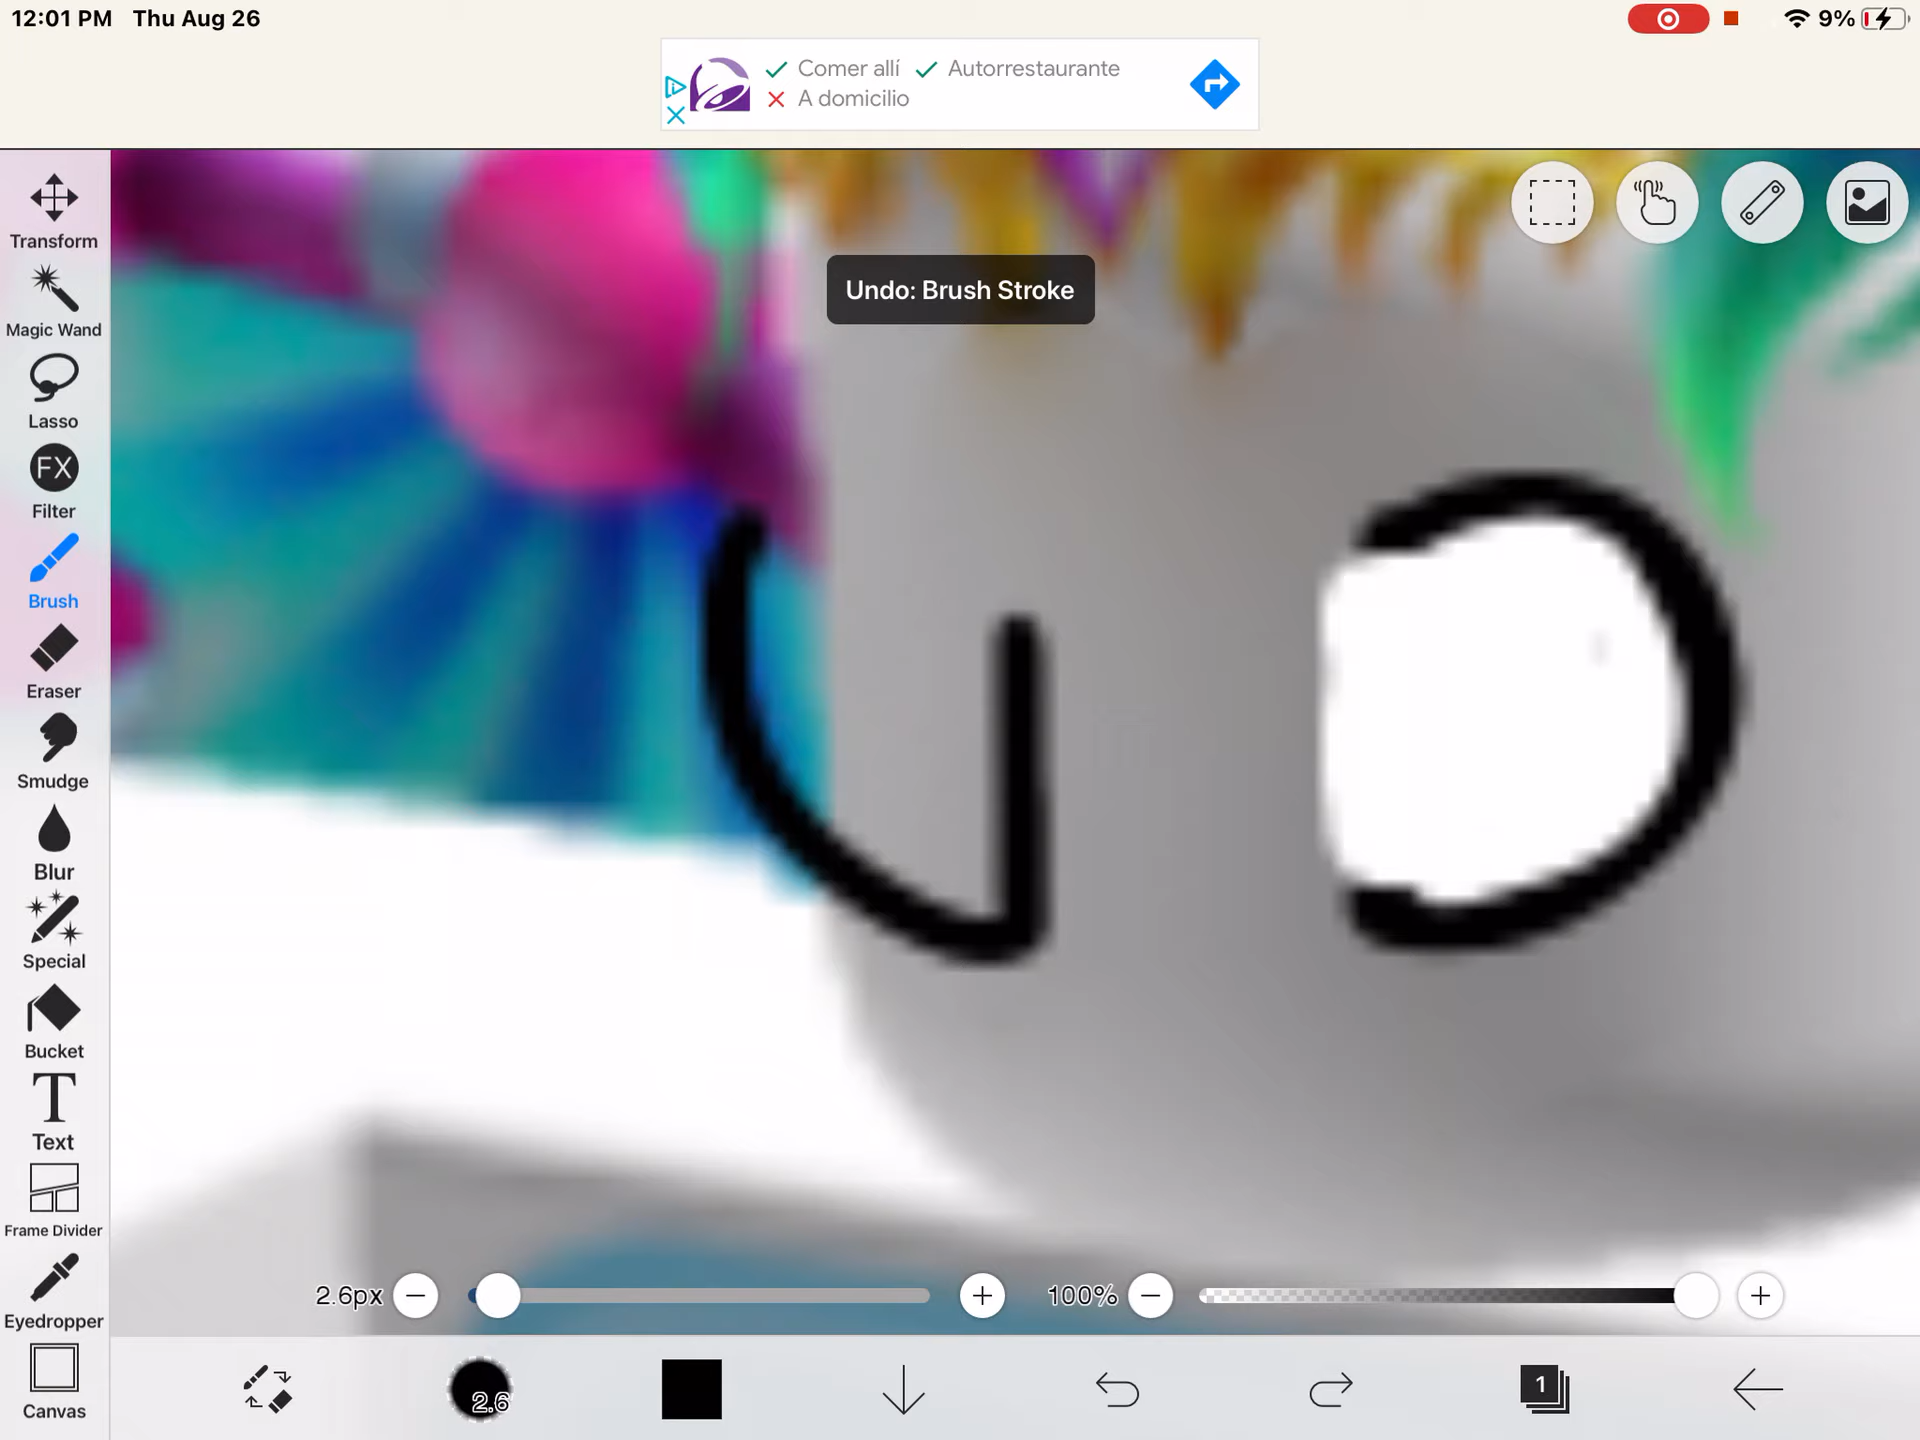 12:01 PM Thu Aug 26
9%
Comer allí Autorrestaurante
A domicilio
Undo: Brush Stroke
Transform
Magic Wand
Lasso
FX
Filter
Brush
Eraser
Smudge
Blur
Special
Bucket
T
Text
Frame Divider
Eyedropper
Canvas
2.6px
100%
2.6
1